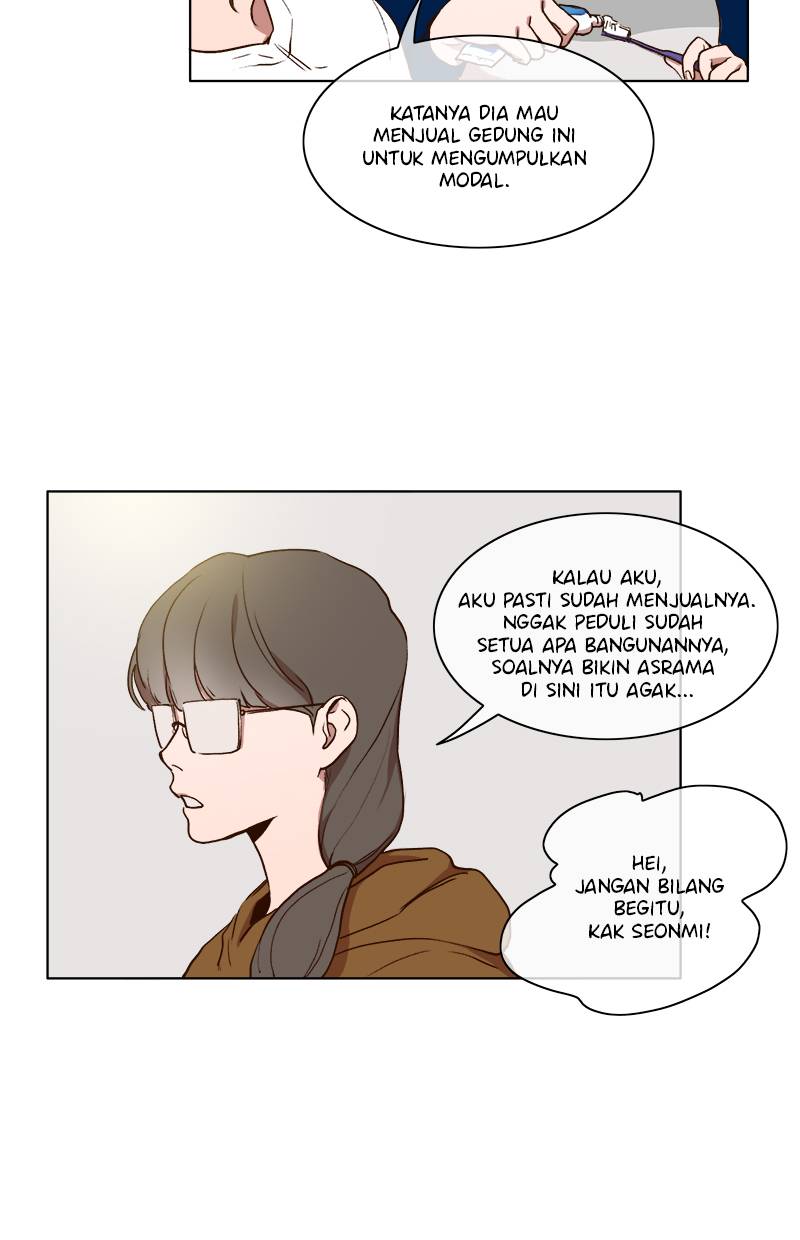 KATANYA DIA MAU
MENJUAL GEDUNG INI
UNTUK MENGUMPULKAN
MODAL.
KALAU AKU,
AKU PASTI SUDAH MENJUALNYA.
NGGAK PEDULI SUDAH
SETUA APA BANGUNANNYA,
SOALNYA BIKIN ASRAMA
DI SINI ITU AGAK...
HEI,
JANGAN BILANG
BEGITU,
KAK SEONMI!